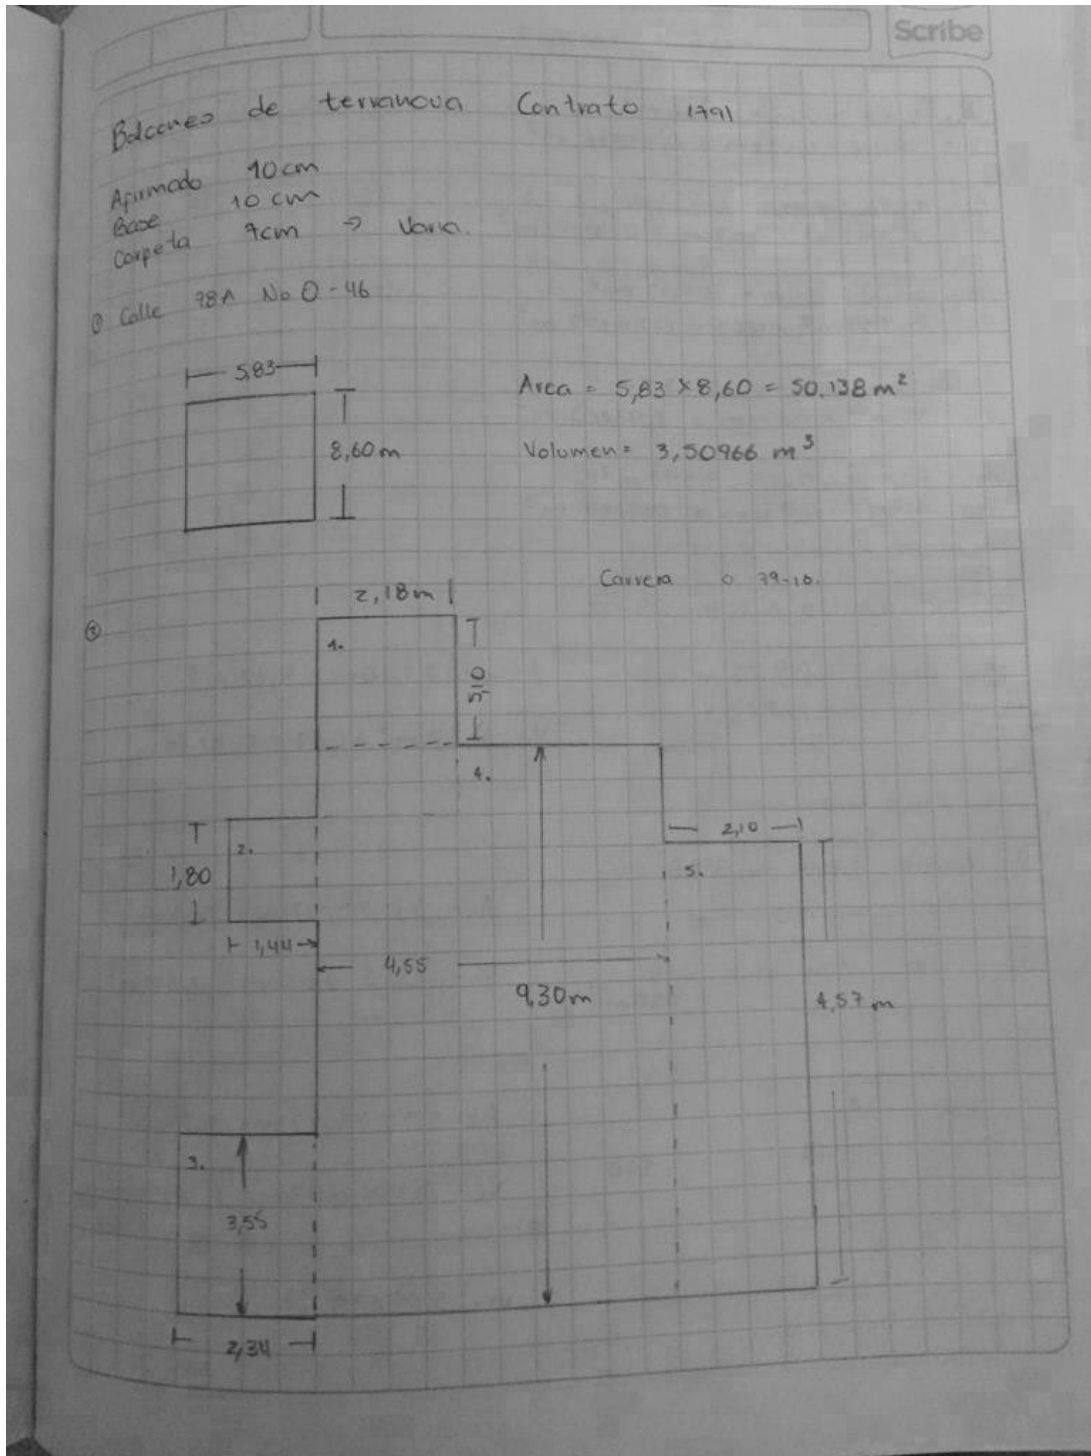 Scribe
Balcones de terranova Contrato 1791
Afirmado 10 cm
Base 10 cm
Carpeta 7cm → Varia.
① Calle 78A No 0-46
5,83
Area = 5,83 x 8,60 = 50.138 m²
8,60 m
Volumen = 3,50966 m³
Carrera 0 79-10.
2,18m
②
1.
5,10
4.
2,10
2.
1,80
5.
1,44
4,55
9,30m
4,57 m
3.
3,55
2,34